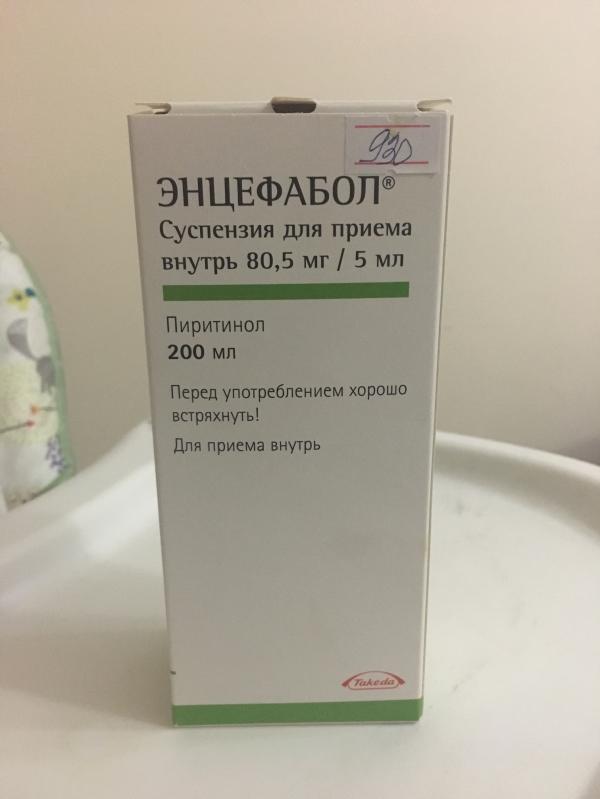 930
ЭНЦЕФАБОЛ®
Суспензия для приема
внутрь 80,5 мг / 5 мл
Пиритинол
200 мл
Перед употреблением хорошо
встряхнуть!
Для приема внутрь
Takeda